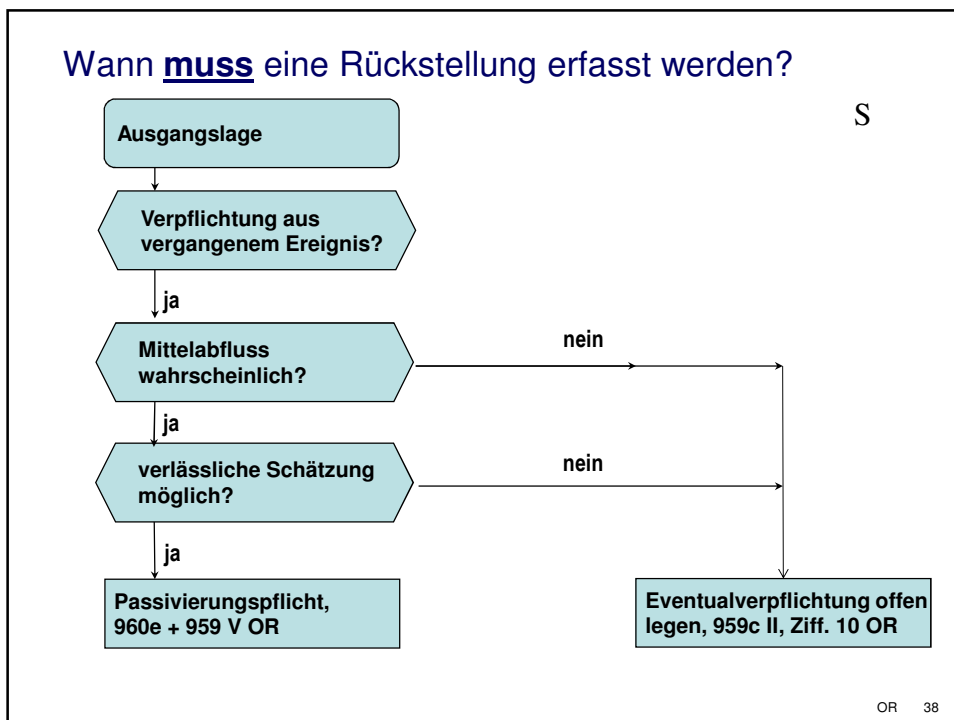 Wann muss eine Rückstellung erfasst werden?
S
Ausgangslage
Verpflichtung aus
vergangenem Ereignis?
ja
Mittelabfluss
wahrscheinlich?
nein
ja
verlässliche Schätzung
möglich?
nein
ja
Passivierungspflicht,
960e + 959 V OR
Eventualverpflichtung offen
legen, 959c II, Ziff. 10 OR
OR 38